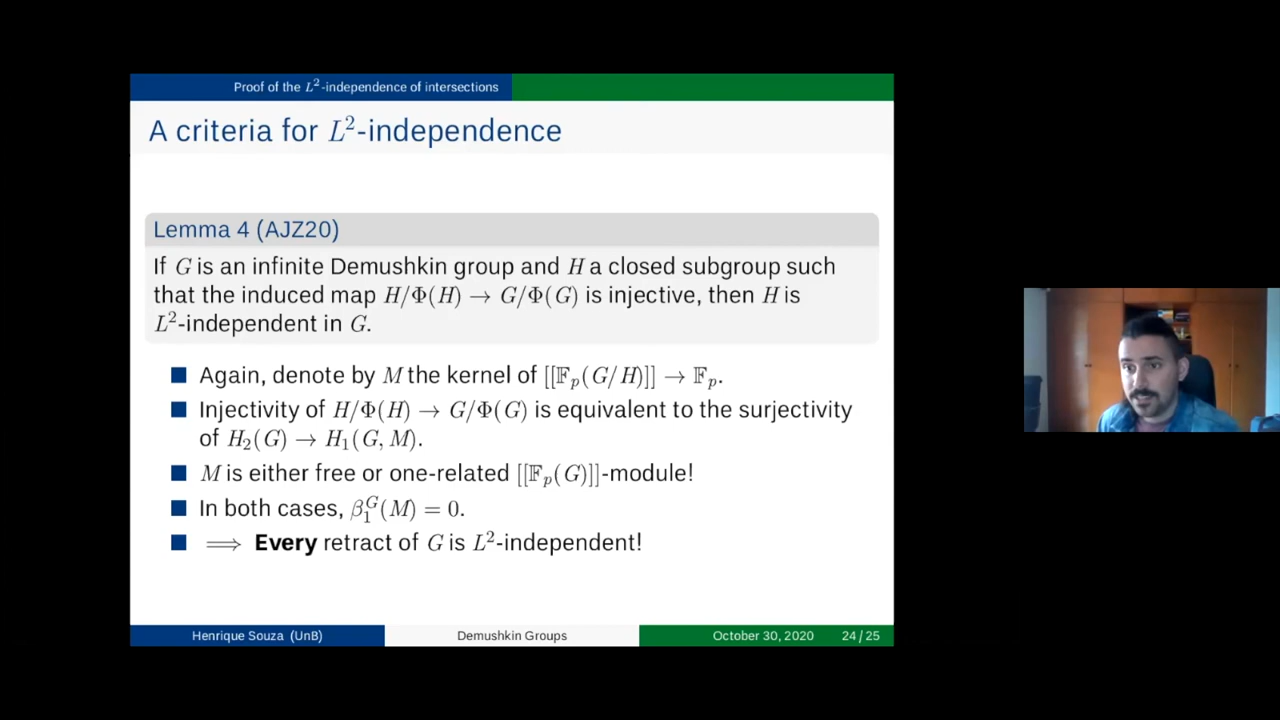 Proof of the L²-independence of intersections
A criteria for L²-independence
Lemma 4 (AJZ20)
If G is an infinite Demushkin group and H a closed subgroup such
that the induced map H/Φ(H) → G/Φ(G) is injective, then H is
L²-independent in G.
Again, denote by M the kernel of [[𝔽ₚ(G/H)]] → 𝔽ₚ.
Injectivity of H/Φ(H) → G/Φ(G) is equivalent to the surjectivity
of H₂(G) → H₁(G, M).
M is either free or one-related [[𝔽ₚ(G)]]-module!
In both cases, β₁ᴳ(M) = 0.
⟹ Every retract of G is L²-independent!
Henrique Souza (UnB) Demushkin Groups October 30, 2020 24 / 25